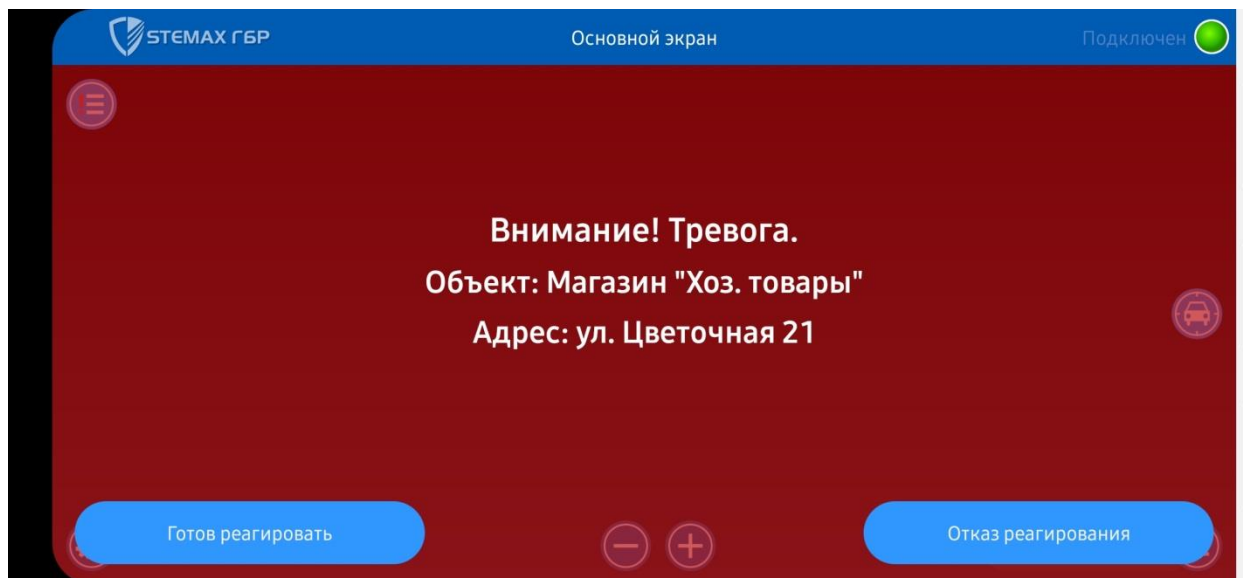 STEMAX ГБР
Основной экран
Подключен
Внимание! Тревога.
Объект: Магазин "Хоз. товары"
Адрес: ул. Цветочная 21
Готов реагировать
Отказ реагирования